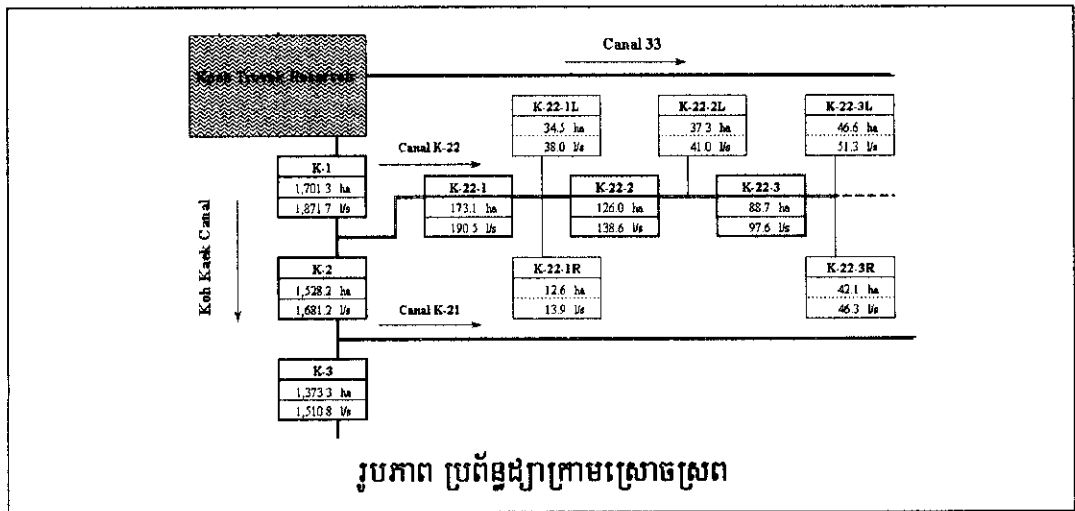 Canal 33
Reservoir
K-22-1L
34.5 ha
38.0 l/s
K-22-2L
37.3 ha
41.0 l/s
K-22-3L
46.6 ha
51.3 l/s
Canal K-22
K-1
1,701.3 ha
1,871.7 l/s
K-22-1
173.1 ha
190.5 l/s
K-22-2
126.0 ha
138.6 l/s
K-22-3
88.7 ha
97.6 l/s
Koh Kaek Canal
K-2
1,528.2 ha
1,681.2 l/s
K-22-1R
12.6 ha
13.9 l/s
K-22-3R
42.1 ha
46.3 l/s
Canal K-21
K-3
1,373.3 ha
1,510.8 l/s
រូបភាព ប្រព័ន្ធដ្យាក្រាមស្រោចស្រព